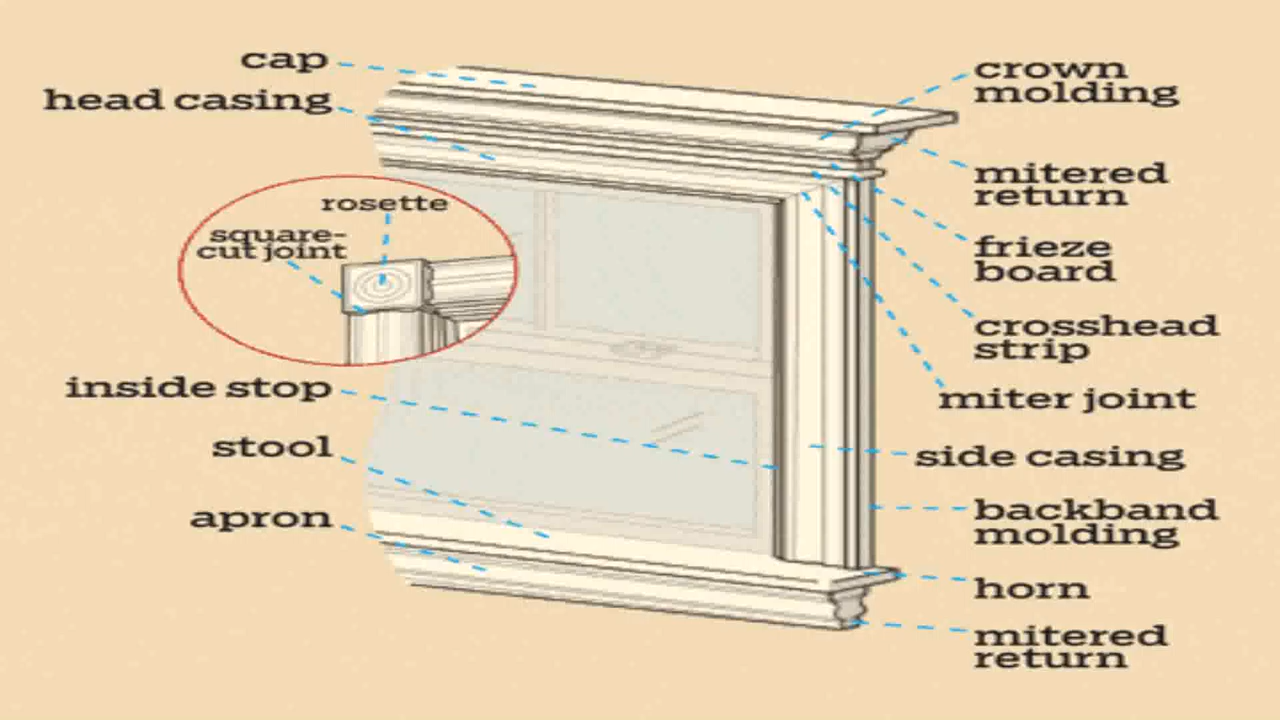 cap
head casing
rosette
square-
cut joint
inside stop
stool
apron
crown
molding
mitered
return
frieze
board
crosshead
strip
miter joint
side casing
backband
molding
horn
mitered
return